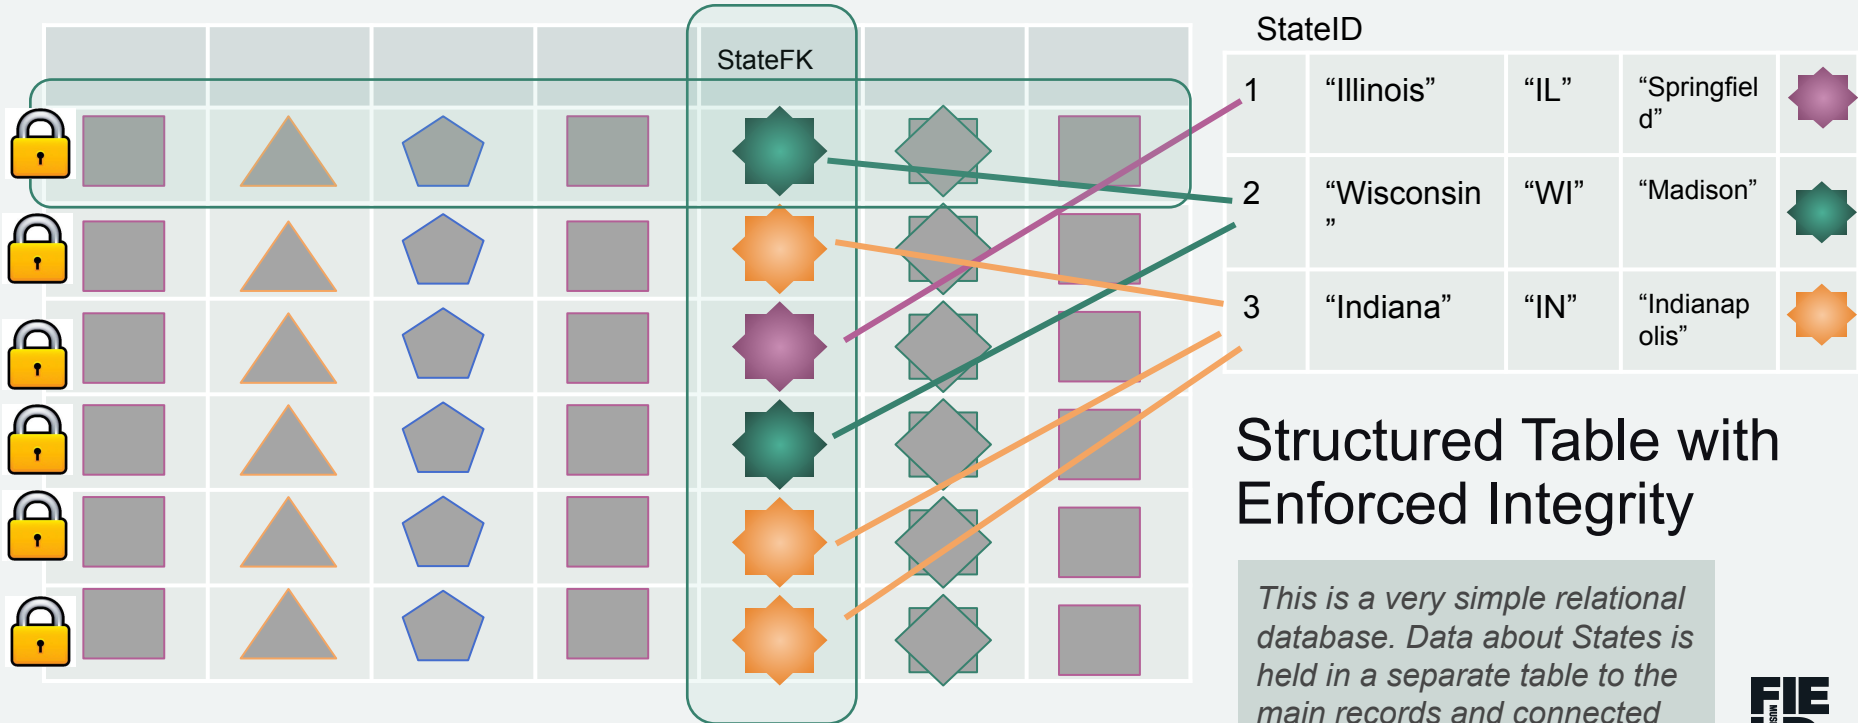 StateFK
StateID
1 “Illinois” “IL” “Springfiel
d”
2 “Wisconsin “WI” “Madison”
”
3 “Indiana” “IN” “Indianap
olis”
Structured Table with
Enforced Integrity
This is a very simple relational
database. Data about States is
held in a separate table to the
main records and connected
FIE